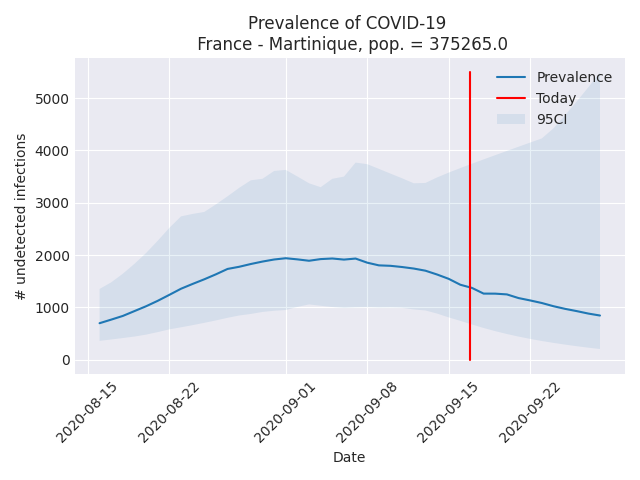 Prevalence of COVID-19
France - Martinique, pop. = 375265.0
Prevalence
Today
95CI
5000
4000
3000
2000
1000
0
# undetected infections
2020-08-15
2020-08-22
2020-09-01
2020-09-08
2020-09-15
2020-09-22
Date